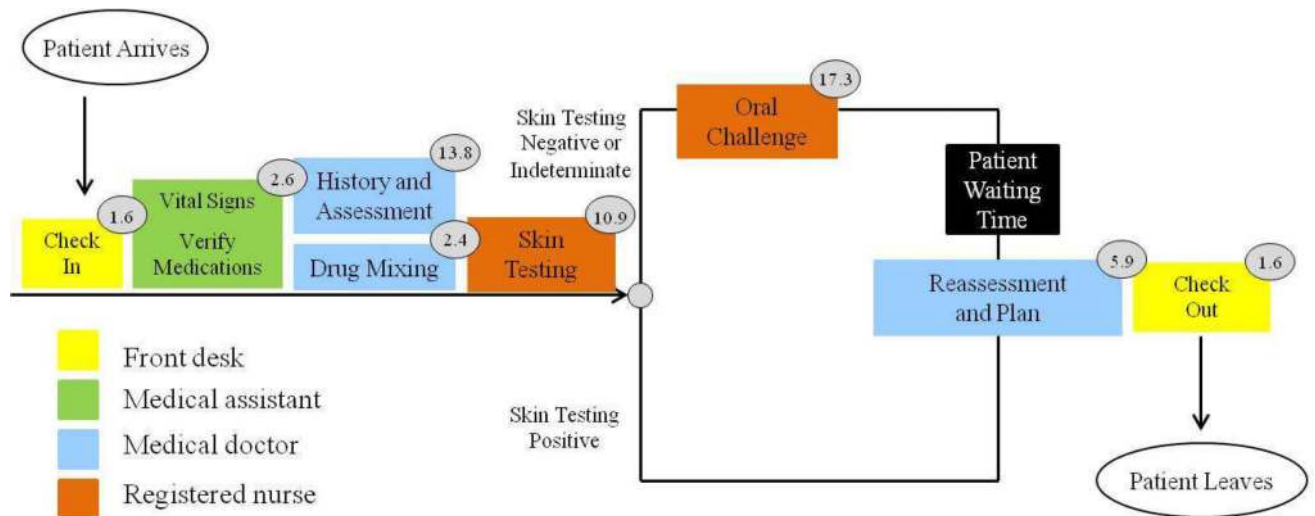 Patient Arrives
1.6
Check
In
2.6
Vital Signs
Verify
Medications
13.8
History and
Assessment
2.4
Drug Mixing
10.9
Skin
Testing
Skin Testing
Negative or
Indeterminate
17.3
Oral
Challenge
Patient
Waiting
Time
5.9
Reassessment
and Plan
1.6
Check
Out
Skin Testing
Positive
Patient Leaves
Front desk
Medical assistant
Medical doctor
Registered nurse